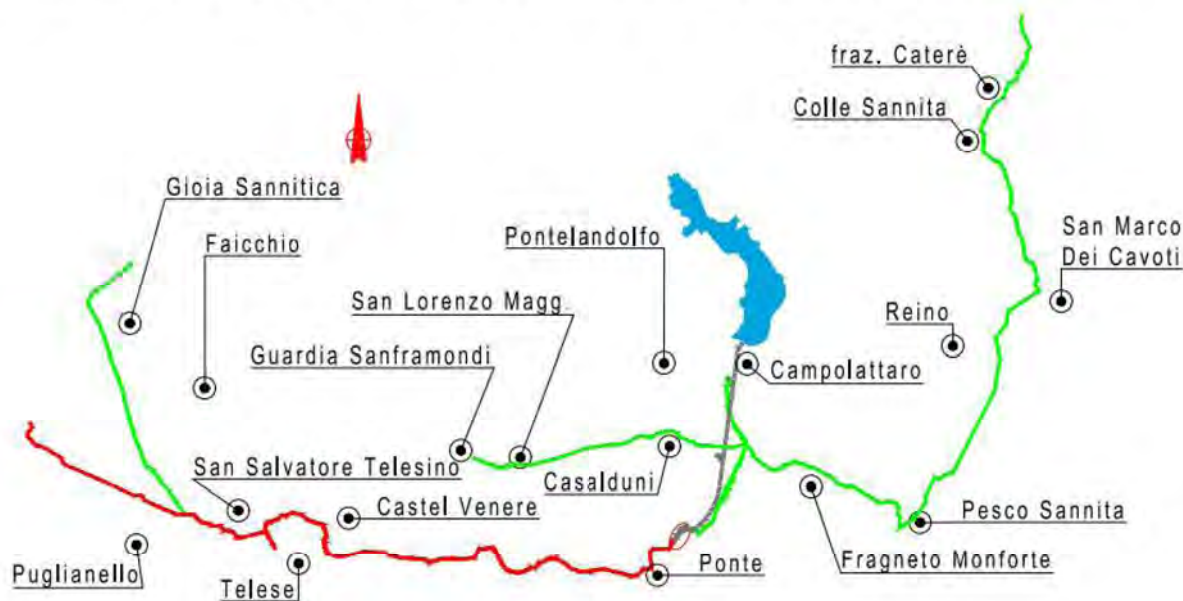 fraz. Caterè
Colle Sannita
Gioia Sannitica
San Marco
Dei Cavoti
Faicchio
Pontelandolfo
San Lorenzo Magg.
Reino
Guardia Sanframondi
Campolattaro
San Salvatore Telesino
Casalduni
Castel Venere
Pesco Sannita
Fragneto Monforte
Ponte
Puglianello
Telese